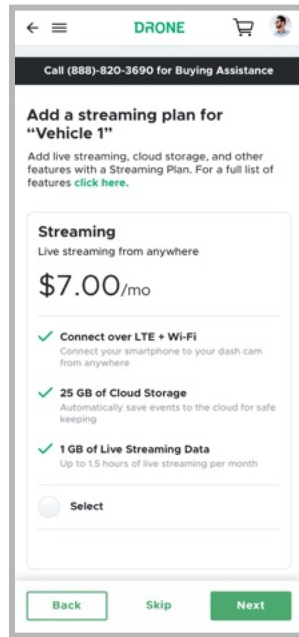 DRONE
Call (888)-820-3690 for Buying Assistance
Add a streaming plan for
“Vehicle 1”
Add live streaming, cloud storage, and other
features with a Streaming Plan. For a full list of
features click here.
Streaming
Live streaming from anywhere
$7.00/mo
Connect over LTE + Wi-Fi
Connect your smartphone to your dash cam
from anywhere
25 GB of Cloud Storage
Automatically save events to the cloud for safe
keeping
1 GB of Live Streaming Data
Up to 1.5 hours of live streaming per month
Select
Back Skip Next